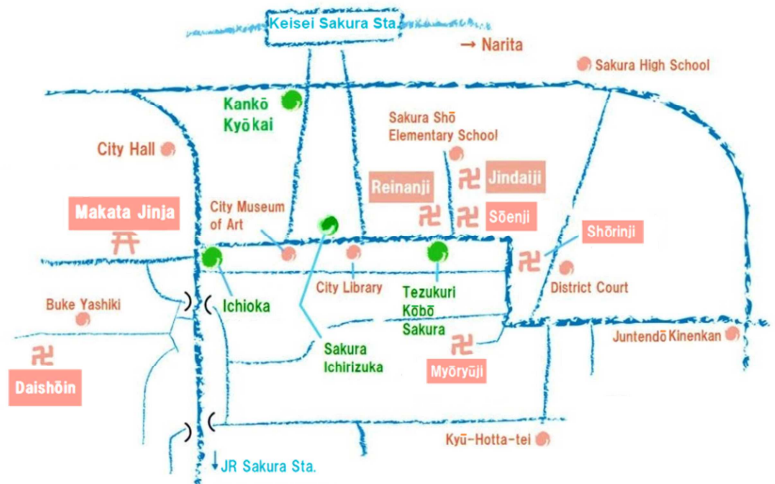 Keisei Sakura Sta.
→ Narita
Sakura High School
Kankō
Kyōkai
Sakura Shō
Elementary School
City Hall
Reinanji
Jindaiji
Makata Jinja
City Museum
of Art
Sōenji
Shōrinji
Ichioka
City Library
Tezukuri
Kōbō
Sakura
District Court
Buke Yashiki
Sakura
Ichirizuka
Juntendō Kinenkan
Daishōin
Myōryūji
Kyū-Hotta-tei
↓ JR Sakura Sta.